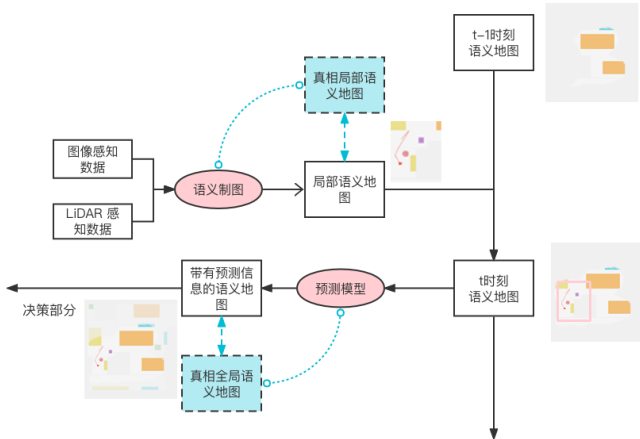 t-1时刻
语义地图
真相局部语
义地图
图像感知
数据
语义制图
局部语义地
图
LiDAR 感
知数据
带有预测信
息的语义地
图
预测模型
t时刻
语义地图
决策部分
真相全局语
义地图